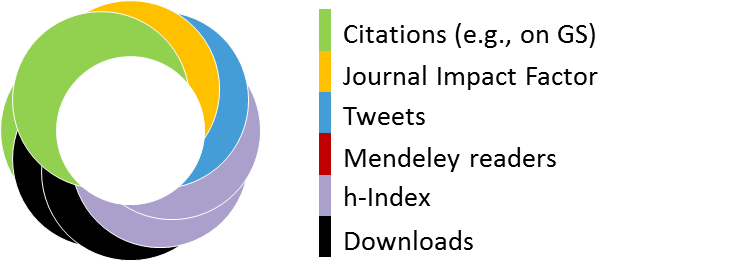 Citations (e.g., on GS)
Journal Impact Factor
Tweets
Mendeley readers
h-Index
Downloads